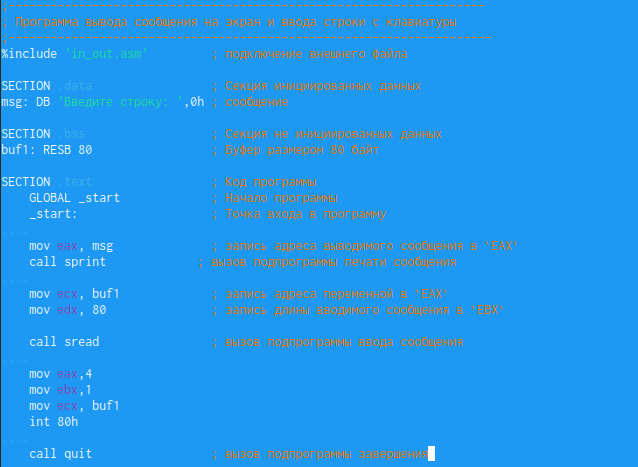 ;--------------------------------------------------------------------
; Программа вывода сообщения на экран и ввода строки с клавиатуры
;---------------------------------------------------------------------
%include 'in_out.asm' ; подключение внешнего файла
SECTION .data ; Секция инициированных данных
msg: DB 'Введите строку: ',0h ; сообщение
SECTION .bss ; Секция не инициированных данных
buf1: RESB 80 ; Буфер размером 80 байт
SECTION .text ; Код программы
GLOBAL _start ; Начало программы
_start: ; Точка входа в программу
----
mov eax, msg ; запись адреса выводимого сообщения в `EAX`
call sprint ; вызов подпрограммы печати сообщения
----
mov ecx, buf1 ; запись адреса переменной в `EAX`
mov edx, 80 ; запись длины вводимого сообщения в `EBX`
call sread ; вызов подпрограммы ввода сообщения
----
mov eax,4
mov ebx,1
mov ecx, buf1
int 80h
----
call quit ; вызов подпрограммы завершения